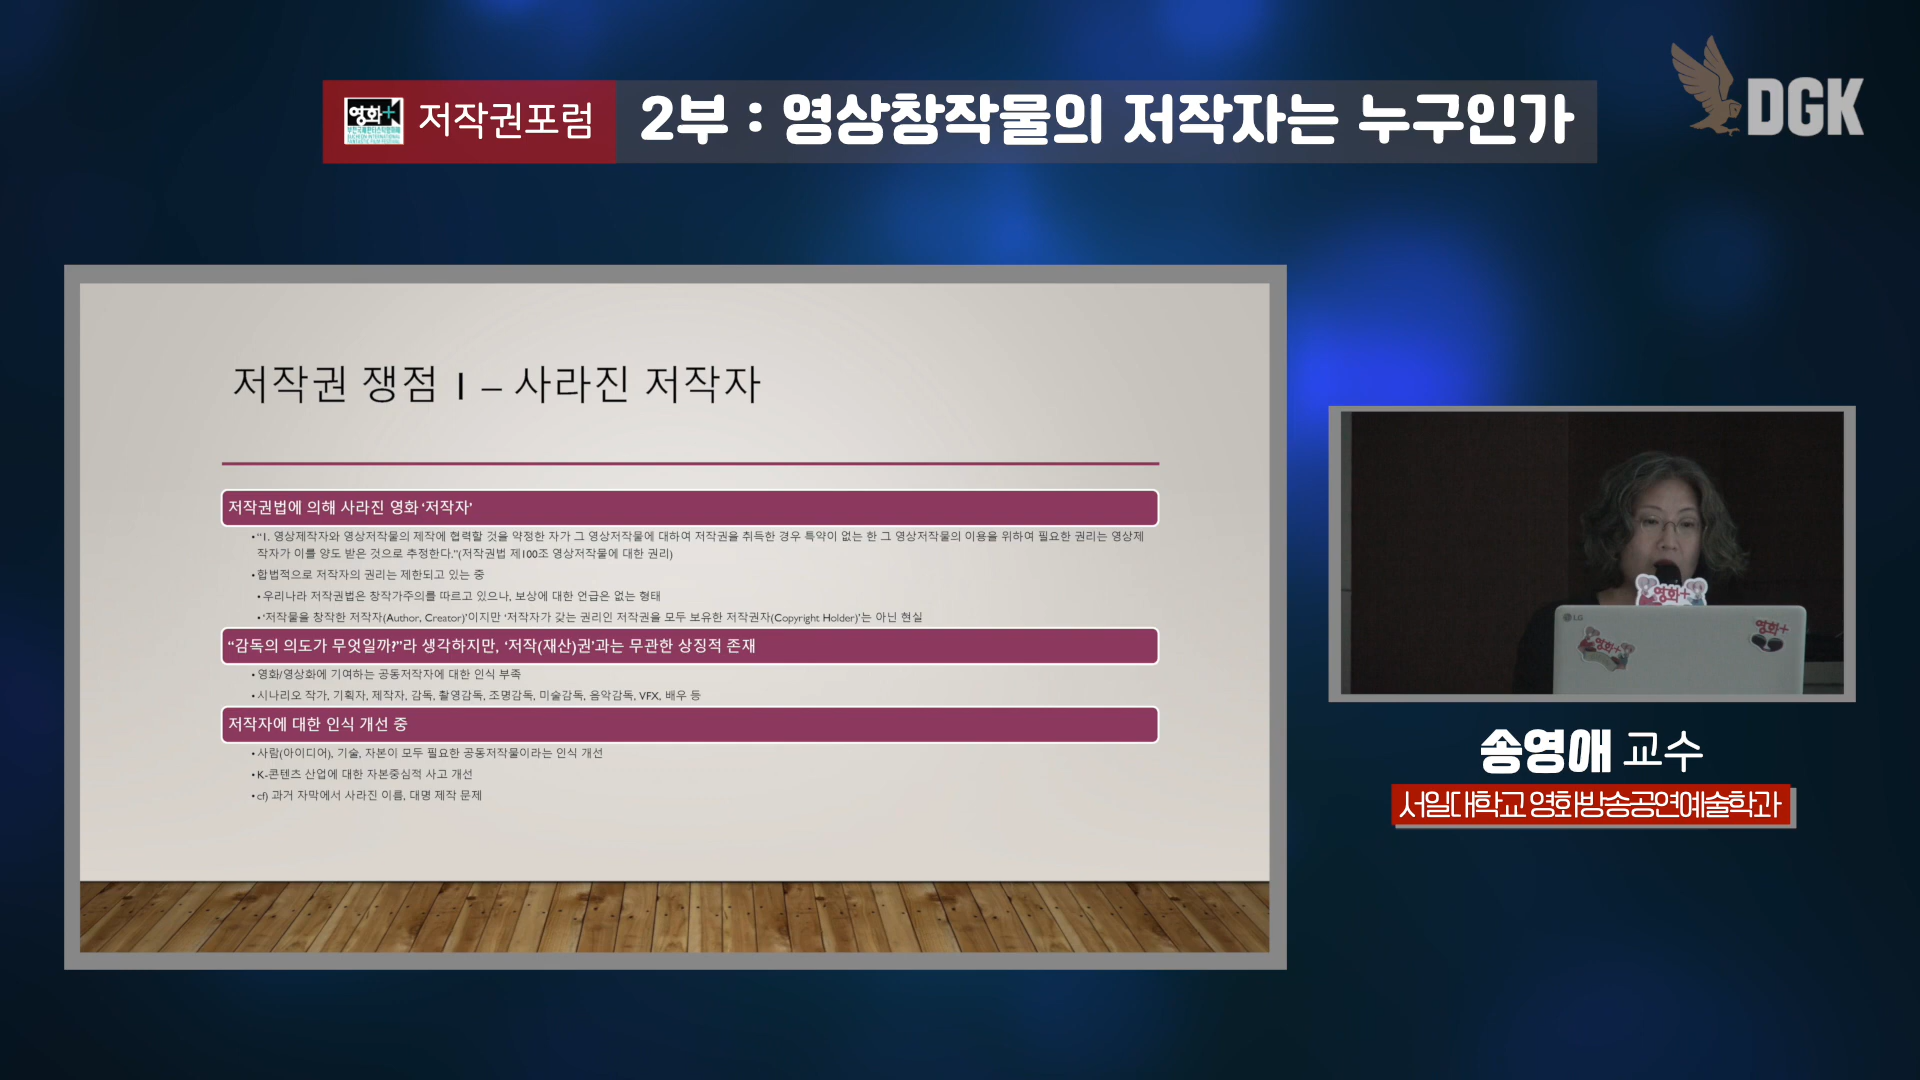 영화+
저작권포럼
2부 : 영상창작물의 저작자는 누구인가
DGK
저작권 쟁점 1 – 사라진 저작자
저작권법에 의해 사라진 영화 ‘저작자’
• “1. 영상제작자와 영상저작물의 제작에 협력할 것을 약정한 자가 그 영상저작물에 대하여 저작권을 취득한 경우 특약이 없는 한 그 영상저작물의 이용을 위하여 필요한 권리는 영상제
작자가 이를 양도 받은 것으로 추정한다.”(저작권법 제100조 영상저작물에 대한 권리)
• 합법적으로 저작자의 권리는 제한되고 있는 중
• 우리나라 저작권법은 창작가주의를 따르고 있으나, 보상에 대한 언급은 없는 형태
• ‘저작물을 창작한 저작자(Author, Creator)’이지만 ‘저작자가 갖는 권리인 저작권을 모두 보유한 저작권자(Copyright Holder)’는 아닌 현실
“감독의 의도가 무엇일까?”라 생각하지만, ‘저작(재산)권’과는 무관한 상징적 존재
• 영화/영상화에 기여하는 공동저작자에 대한 인식 부족
• 시나리오 작가, 기획자, 제작자, 감독, 촬영감독, 조명감독, 미술감독, 음악감독, VFX, 배우 등
저작자에 대한 인식 개선 중
• 사람(아이디어), 기술, 자본이 모두 필요한 공동저작물이라는 인식 개선
• K-콘텐츠 산업에 대한 자본중심적 사고 개선
• cf) 과거 자막에서 사라진 이름, 대명 제작 문제
영화+
LG
영화+
영화+
송영애 교수
서일대학교 영화방송공연예술학과